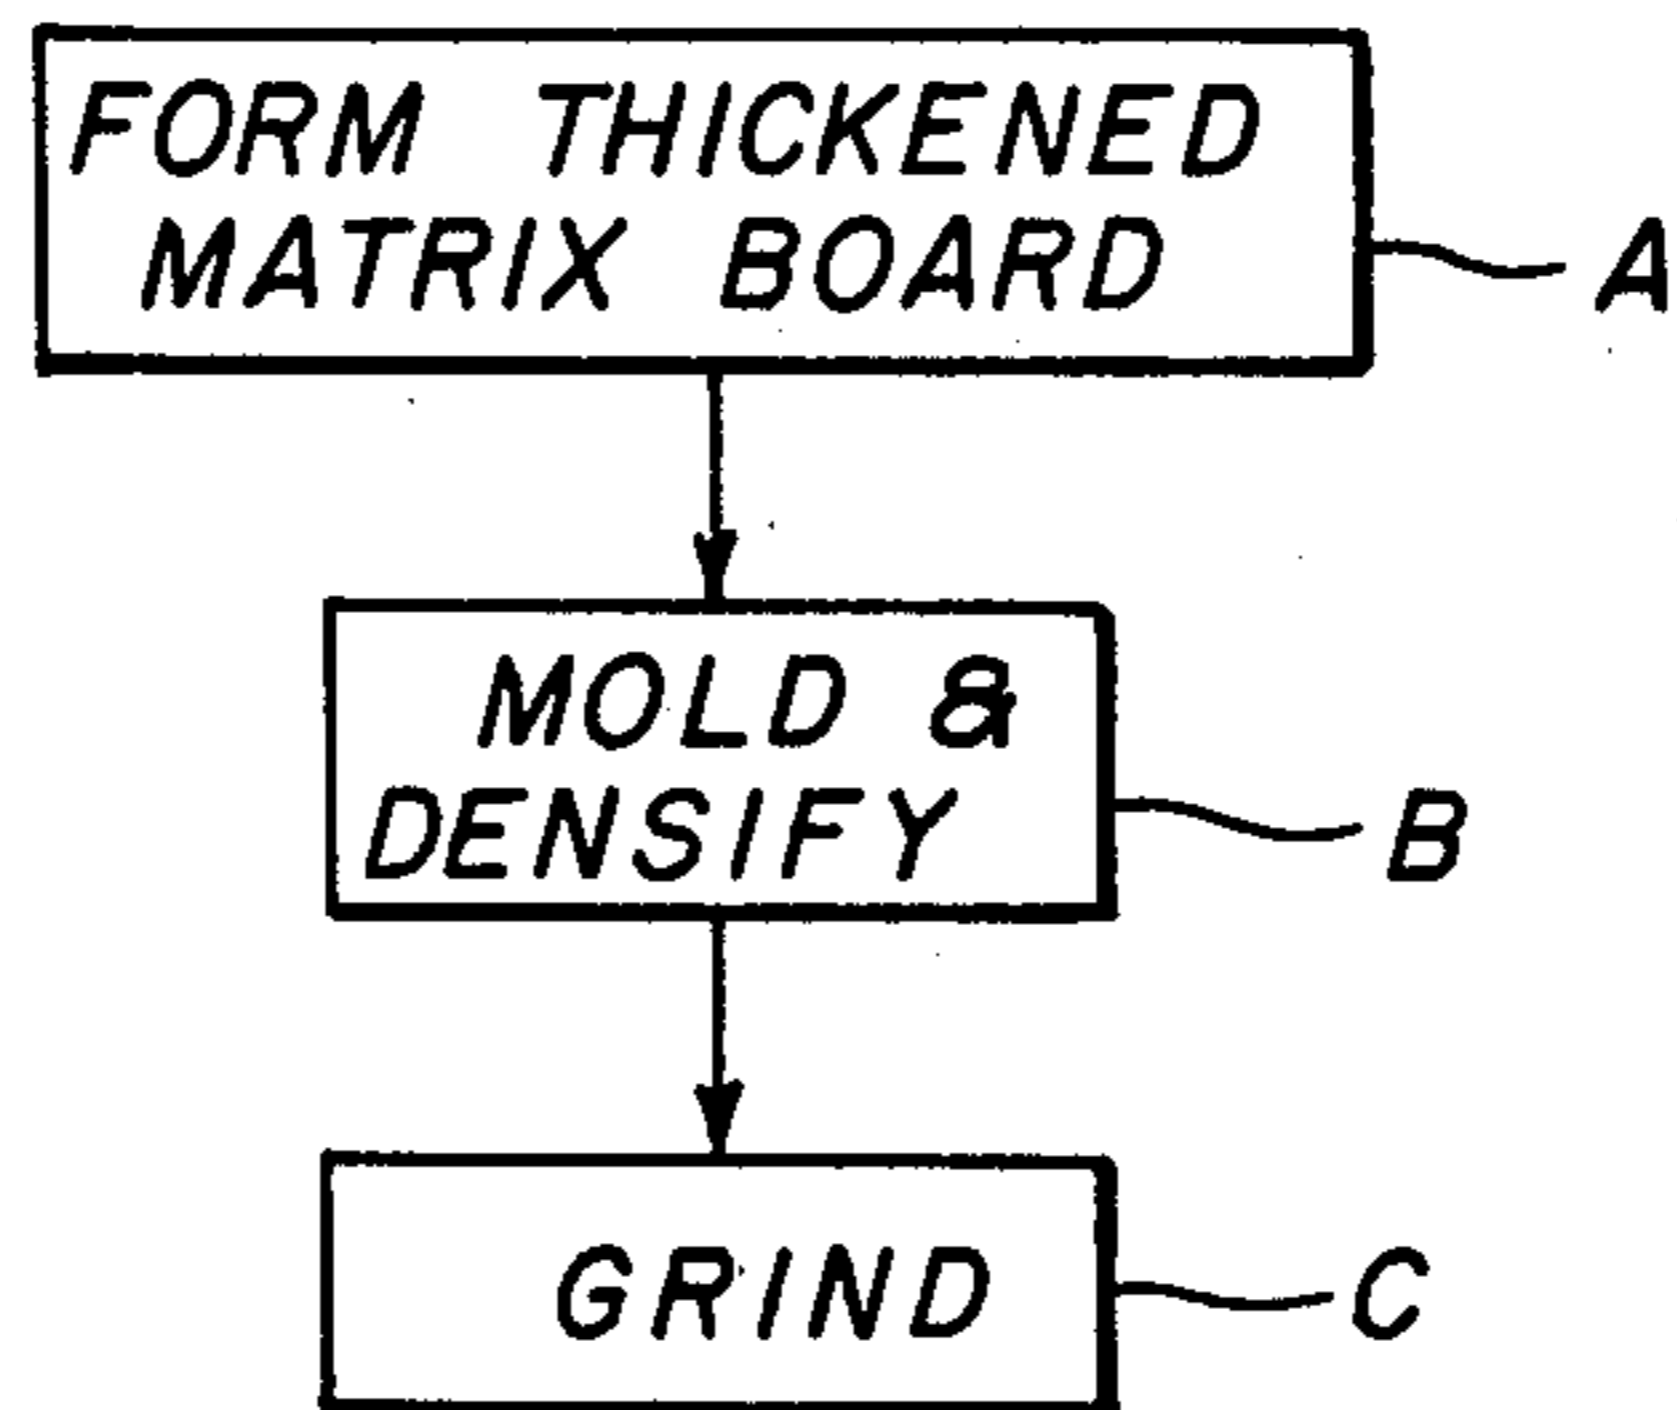 FORM THICKENED
MATRIX BOARD
A
MOLD &
DENSIFY
B
GRIND
C